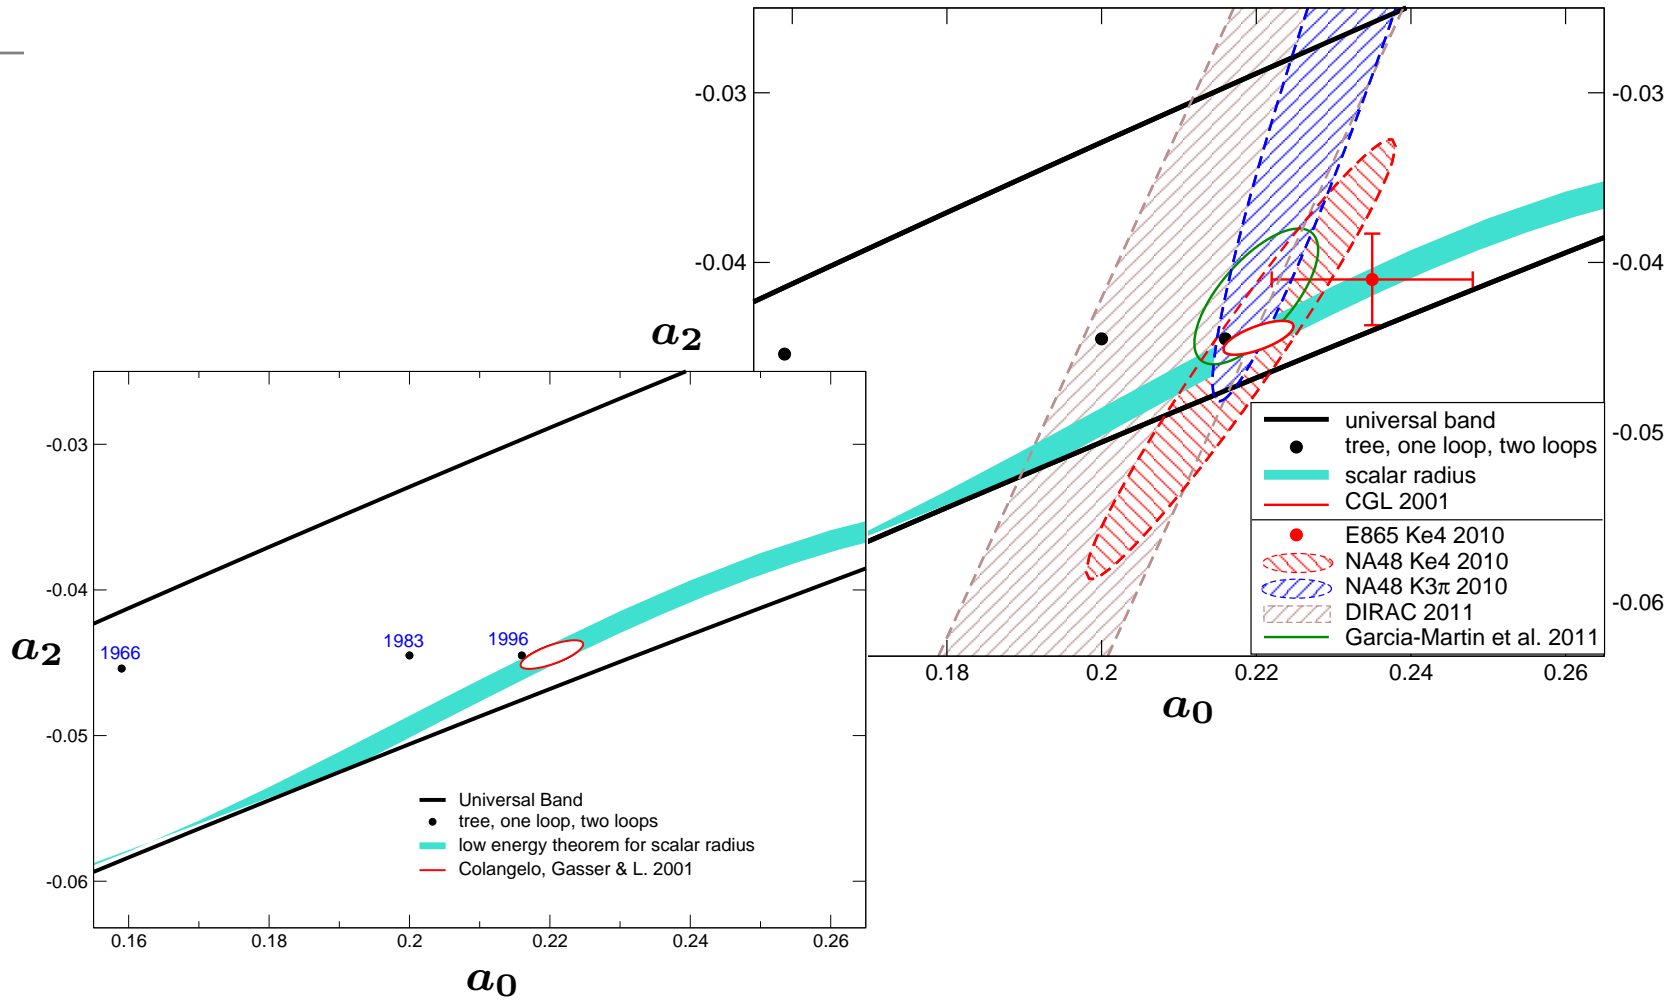 -0.03
-0.03
-0.04
-0.04
a2
-0.05
-0.06
universal band
tree, one loop, two loops
scalar radius
CGL 2001
E865 Ke4 2010
NA48 Ke4 2010
NA48 K3π 2010
DIRAC 2011
Garcia-Martin et al. 2011
0.18 0.2 0.22 0.24 0.26
a0
-0.03
-0.04
a2
-0.05
-0.06
1966
1983
1996
Universal Band
tree, one loop, two loops
low energy theorem for scalar radius
Colangelo, Gasser & L. 2001
0.16 0.18 0.2 0.22 0.24 0.26
a0